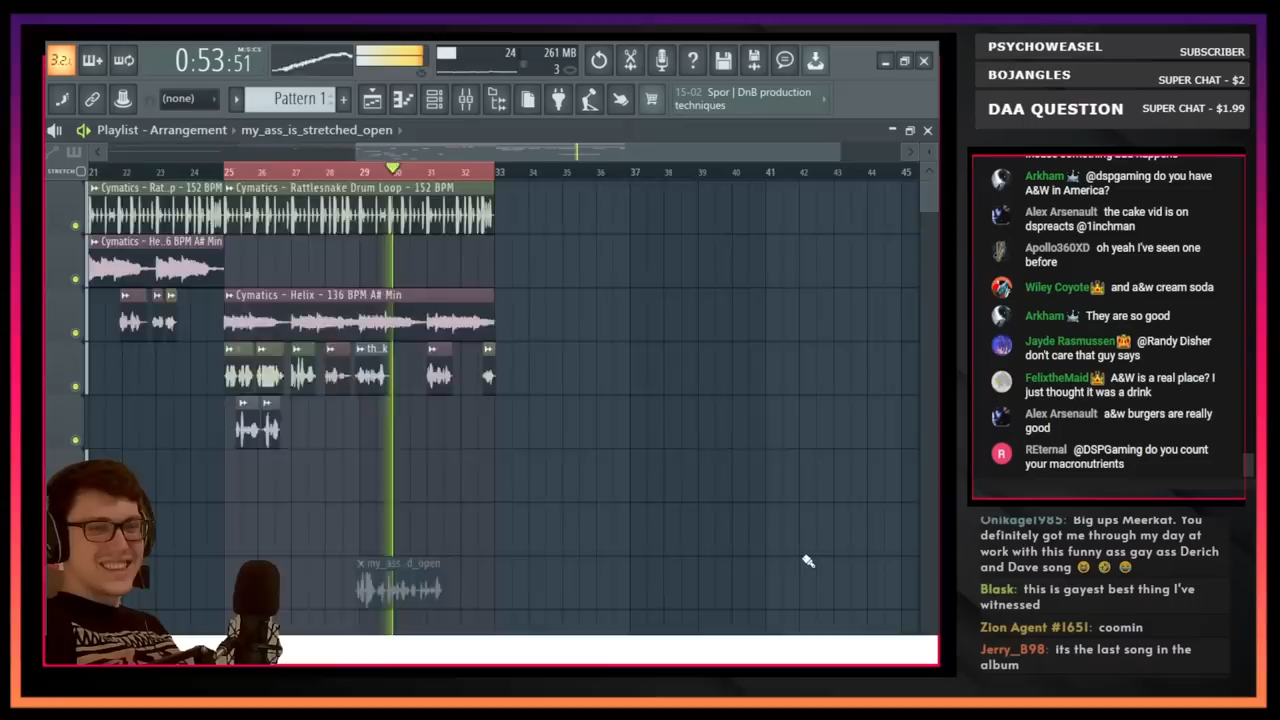 3.2x
0:53:51
M:S:CS
24
261 MB
3
(none)
Pattern 1
15-02 Spor | DnB production
techniques
Playlist - Arrangement
my_ass_is_stretched_open
STRETCH
21 22 23 24 25 26 27 28 29 30 31 32 33 34 35 36 37 38 39 40 41 42 43 44 45
Cymatics - Rat..p - 152 BPM
Cymatics - Rattlesnake Drum Loop - 152 BPM
Cymatics - He..6 BPM A# Min
Cymatics - Helix - 136 BPM A# Min
th..k
my_ass..d_open
PSYCHOWEASEL SUBSCRIBER
BOJANGLES SUPER CHAT - $2
DAA QUESTION SUPER CHAT - $1.99
Arkham @dspgaming do you have
A&W in America?
Alex Arsenault the cake vid is on
dspreacts @1inchman
Apollo360XD oh yeah I've seen one
before
Wiley Coyote and a&w cream soda
Arkham They are so good
Jayde Rasmussen @Randy Disher
don't care that guy says
FelixtheMaid A&W is a real place? I
just thought it was a drink
Alex Arsenault a&w burgers are really
good
R
REternal @DSPGaming do you count
your macronutrients
Onikage1985: Big ups Meerkat. You
definitely got me through my day at
work with this funny ass gay ass Derich
and Dave song
Blask: this is gayest best thing I've
witnessed
Zion Agent #1651: coomin
Jerry_B98: its the last song in the
album